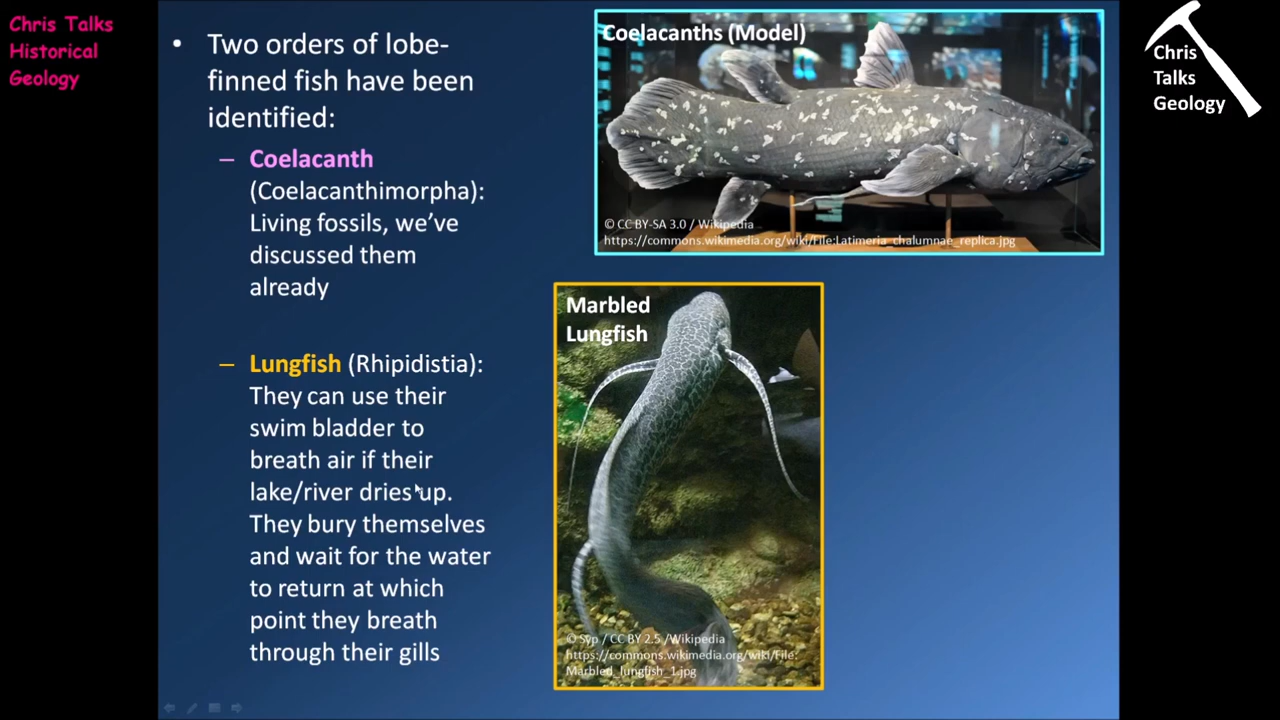 Chris Talks
Historical
Geology
• Two orders of lobe-
finned fish have been
identified:
– Coelacanth
(Coelacanthimorpha):
Living fossils, we’ve
discussed them
already
– Lungfish (Rhipidistia):
They can use their
swim bladder to
breath air if their
lake/river dries up.
They bury themselves
and wait for the water
to return at which
point they breath
through their gills
Coelacanths (Model)
© CC BY-SA 3.0 / Wikipedia
https://commons.wikimedia.org/wiki/File:Latimeria_chalumnae_replica.jpg
Marbled
Lungfish
© Syp / CC BY 2.5 /Wikipedia
https://commons.wikimedia.org/wiki/File:
Marbled_lungfish_1.jpg
Chris
Talks
Geology